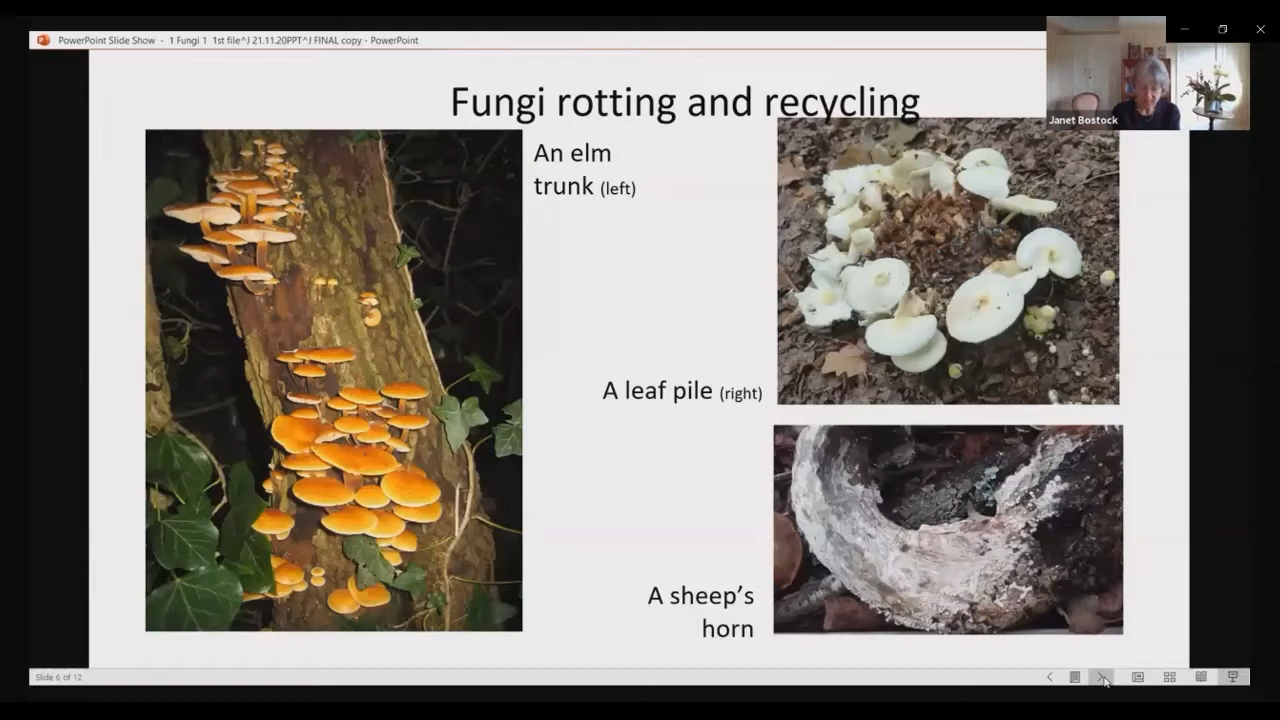 PowerPoint Slide Show - 1 Fungi 1 1st file^J 21.11.20PPT^J FINAL copy - PowerPoint
Fungi rotting and recycling
Janet Bostock
An elm
trunk (left)
A leaf pile (right)
A sheep's
horn
Slide 6 of 12